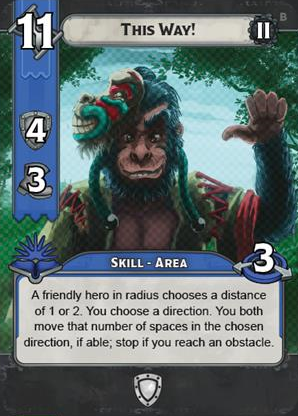 11
THIS WAY!
II
B
4
3
SKILL - AREA
3
A friendly hero in radius chooses a distance
of 1 or 2. You choose a direction. You both
move that number of spaces in the chosen
direction, if able; stop if you reach an obstacle.